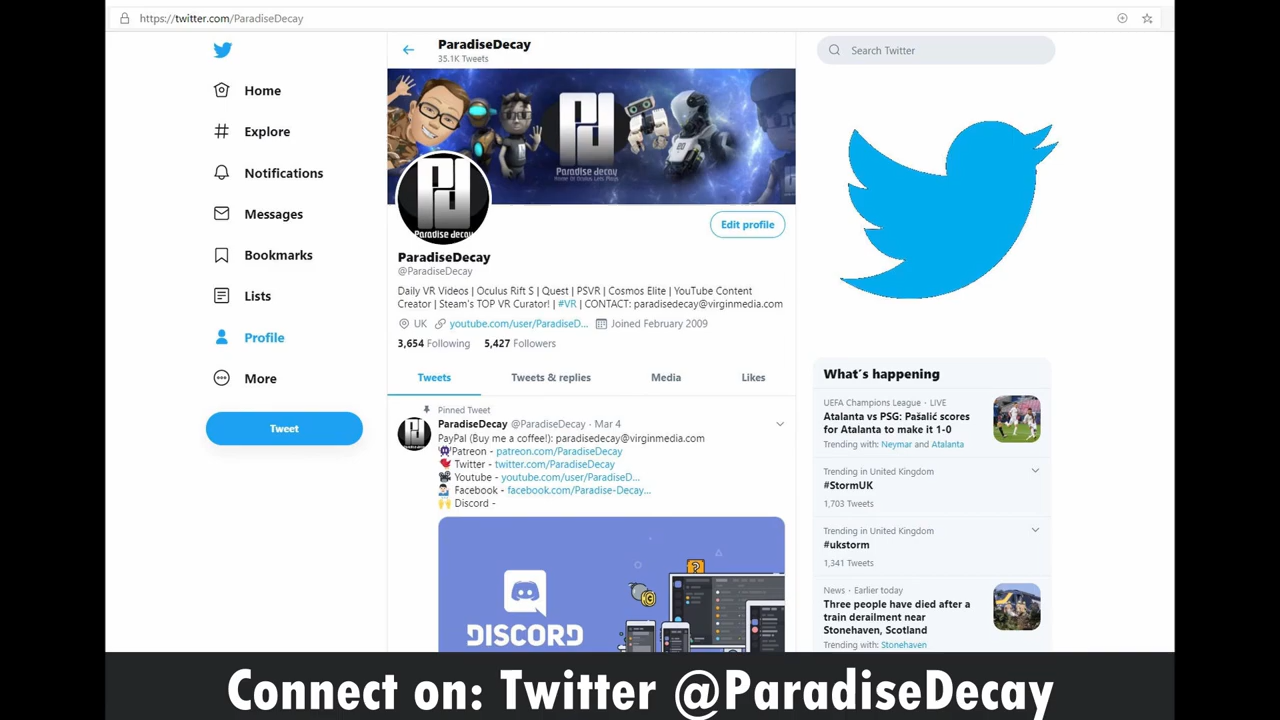 https://twitter.com/ParadiseDecay
ParadiseDecay
35.1K Tweets
Search Twitter
Home
Explore
Notifications
Messages
Bookmarks
Lists
Profile
More
Tweet
Pd
Paradise decay
Pd
Paradise decay
Edit profile
ParadiseDecay
@ParadiseDecay
Daily VR Videos | Oculus Rift S | Quest | PSVR | Cosmos Elite | YouTube Content
Creator | Steam's TOP VR Curator! | #VR | CONTACT: paradisedecay@virginmedia.com
UK youtube.com/user/ParadiseD... Joined February 2009
3,654 Following 5,427 Followers
Tweets Tweets & replies Media Likes
Pinned Tweet
ParadiseDecay @ParadiseDecay · Mar 4
PayPal (Buy me a coffee!): paradisedecay@virginmedia.com
Patreon - patreon.com/ParadiseDecay
Twitter - twitter.com/ParadiseDecay
Youtube - youtube.com/user/ParadiseD...
Facebook - facebook.com/Paradise-Decay...
Discord -
DISCORD
What´s happening
UEFA Champions League · LIVE
Atalanta vs PSG: Pašalić scores
for Atalanta to make it 1-0
Trending with: Neymar and Atalanta
Trending in United Kingdom
#StormUK
1,703 Tweets
Trending in United Kingdom
#ukstorm
1,341 Tweets
News · Earlier today
Three people have died after a
train derailment near
Stonehaven, Scotland
Trending with: Stonehaven
Connect on: Twitter @ParadiseDecay